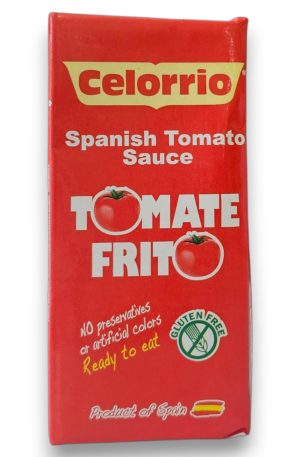 Celorrio
Spanish Tomato
Sauce
TOMATE
FRITO
NO preservatives
or artificial colors
Ready to eat
GLUTEN FREE
Product of Spain